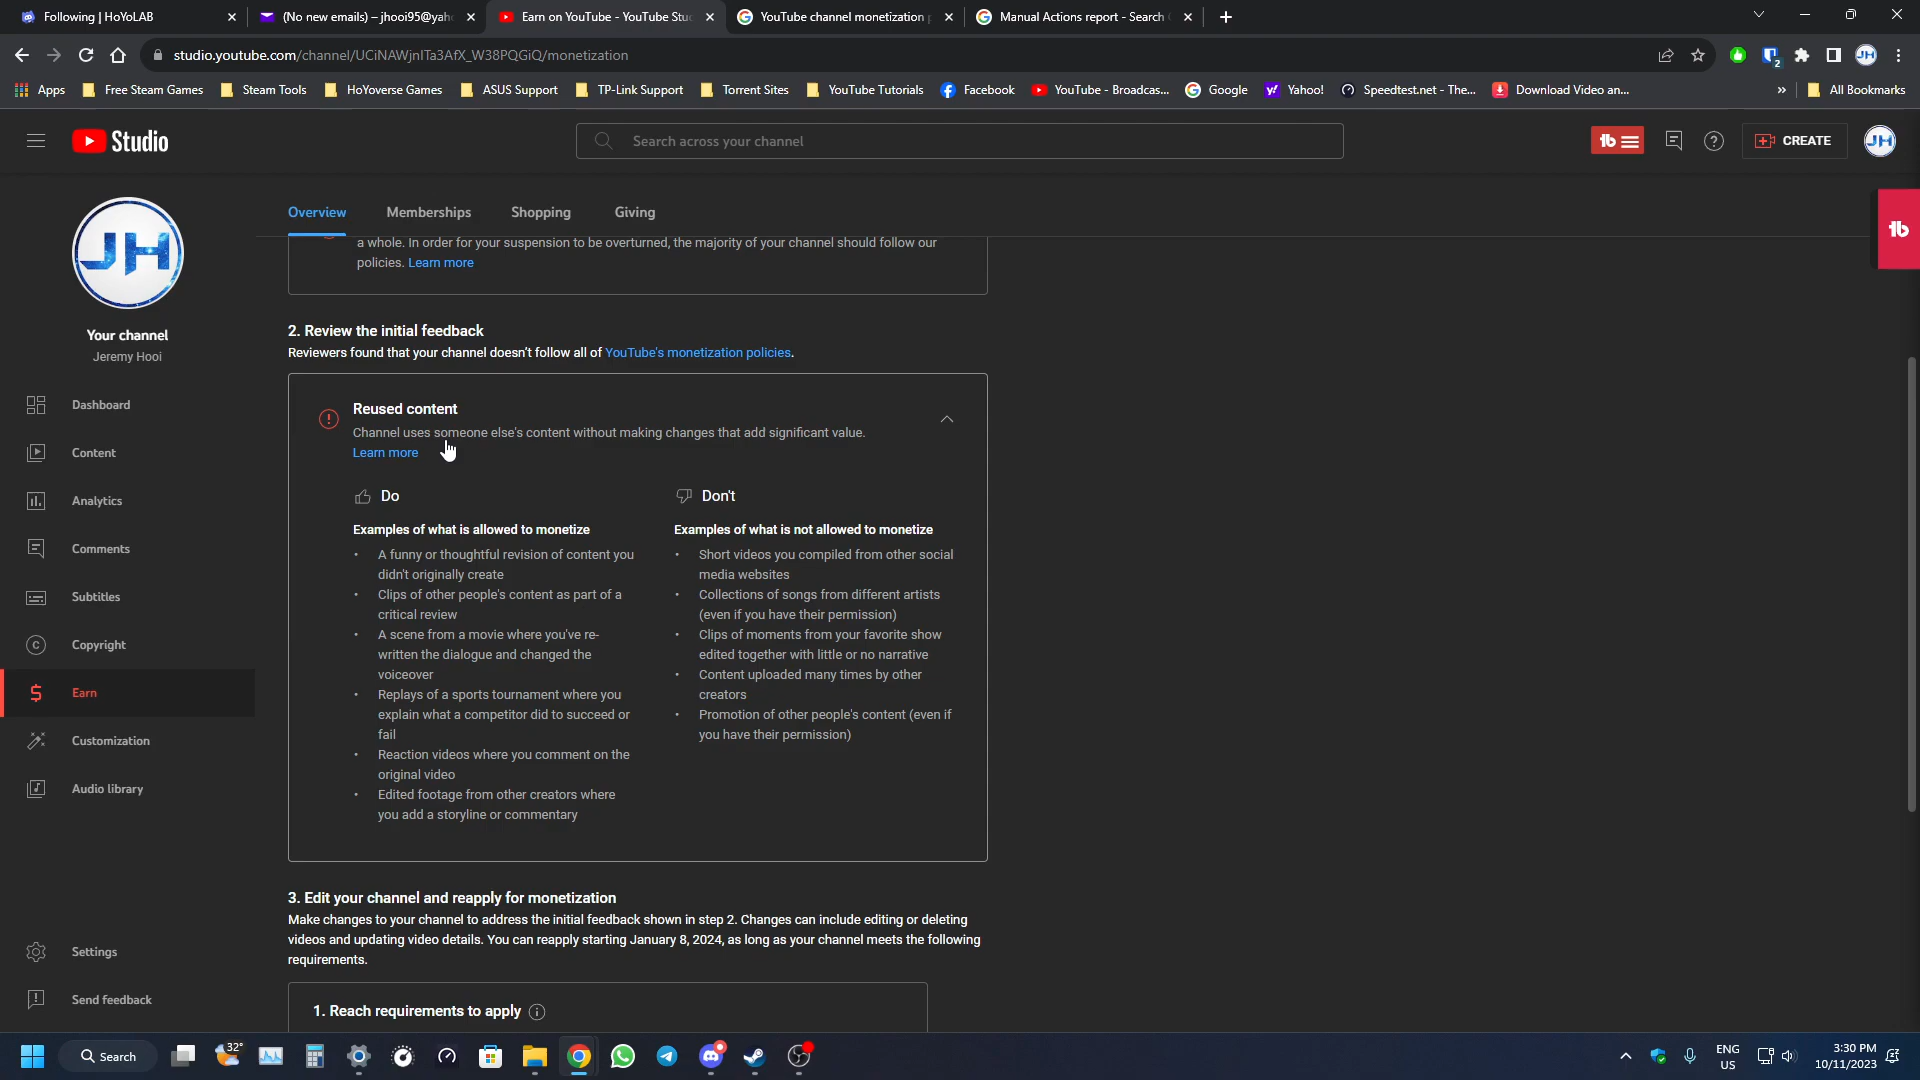 Following | HoYoLAB
(No new emails) – jhooi95@yah
Earn on YouTube - YouTube Stu
YouTube channel monetization p
Manual Actions report - Search
studio.youtube.com/channel/UCiNAWjnITa3AfX_W38PQGiQ/monetization
JH
2
Apps
Free Steam Games
Steam Tools
HoYoverse Games
ASUS Support
TP-Link Support
Torrent Sites
YouTube Tutorials
Facebook
YouTube - Broadcas...
Google
Yahoo!
Speedtest.net - The...
Download Video an...
»
All Bookmarks
Studio
Search across your channel
tb
CREATE
JH
tb
JH
Your channel
Jeremy Hooi
Dashboard
Content
Analytics
Comments
Subtitles
Copyright
Earn
Customization
Audio library
Settings
Send feedback
Overview
Memberships
Shopping
Giving
a whole. In order for your suspension to be overturned, the majority of your channel should follow our
policies. Learn more
2. Review the initial feedback
Reviewers found that your channel doesn't follow all of YouTube's monetization policies.
Reused content
Channel uses someone else's content without making changes that add significant value.
Learn more
Do
Examples of what is allowed to monetize
• A funny or thoughtful revision of content you
didn't originally create
• Clips of other people's content as part of a
critical review
• A scene from a movie where you've re-
written the dialogue and changed the
voiceover
• Replays of a sports tournament where you
explain what a competitor did to succeed or
fail
• Reaction videos where you comment on the
original video
• Edited footage from other creators where
you add a storyline or commentary
Don't
Examples of what is not allowed to monetize
• Short videos you compiled from other social
media websites
• Collections of songs from different artists
(even if you have their permission)
• Clips of moments from your favorite show
edited together with little or no narrative
• Content uploaded many times by other
creators
• Promotion of other people's content (even if
you have their permission)
3. Edit your channel and reapply for monetization
Make changes to your channel to address the initial feedback shown in step 2. Changes can include editing or deleting
videos and updating video details. You can reapply starting January 8, 2024, as long as your channel meets the following
requirements.
1. Reach requirements to apply
Search
32°
ENG
US
3:30 PM
10/11/2023